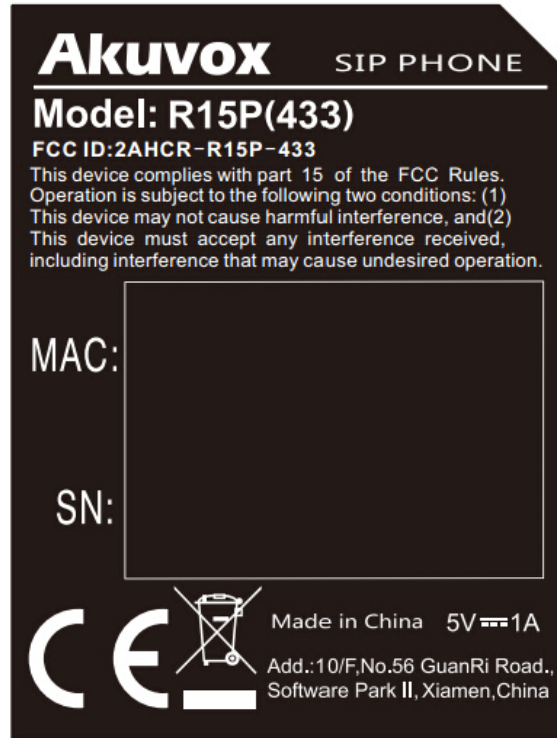 Akuvox SIP PHONE
Model: R15P(433)
FCC ID:2AHCR-R15P-433
This device complies with part 15 of the FCC Rules.
Operation is subject to the following two conditions: (1)
This device may not cause harmful interference, and(2)
This device must accept any interference received,
including interference that may cause undesired operation.
MAC:
SN:
CE
Made in China 5V⎓1A
Add.:10/F,No.56 GuanRi Road.,
Software Park II, Xiamen,China